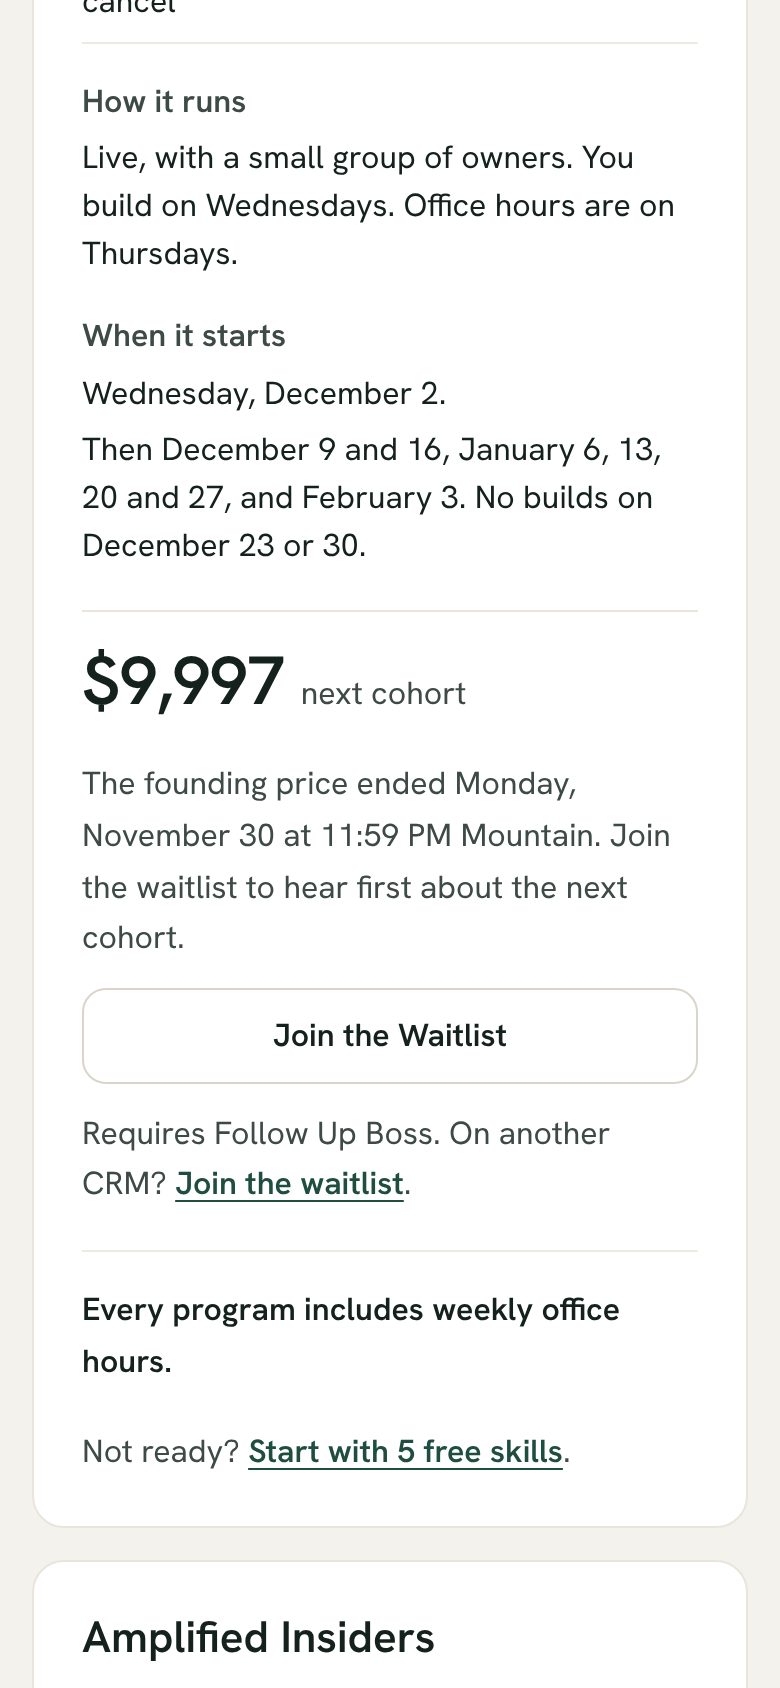 cancel
How it runs
Live, with a small group of owners. You
build on Wednesdays. Office hours are on
Thursdays.
When it starts
Wednesday, December 2.
Then December 9 and 16, January 6, 13,
20 and 27, and February 3. No builds on
December 23 or 30.
$9,997 next cohort
The founding price ended Monday,
November 30 at 11:59 PM Mountain. Join
the waitlist to hear first about the next
cohort.
Join the Waitlist
Requires Follow Up Boss. On another
CRM? Join the waitlist.
Every program includes weekly office
hours.
Not ready? Start with 5 free skills.
Amplified Insiders